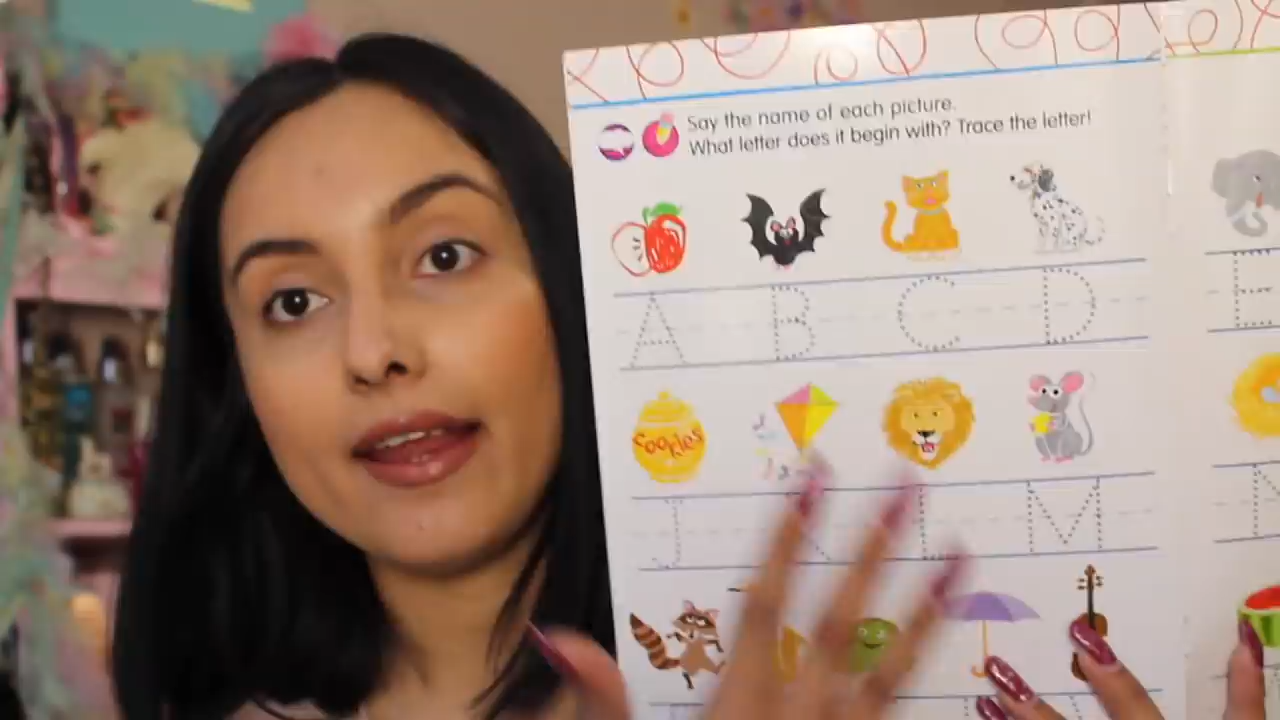 Say the name of each picture.
What letter does it begin with? Trace the letter!
A B C D E
cookies
J K L M N